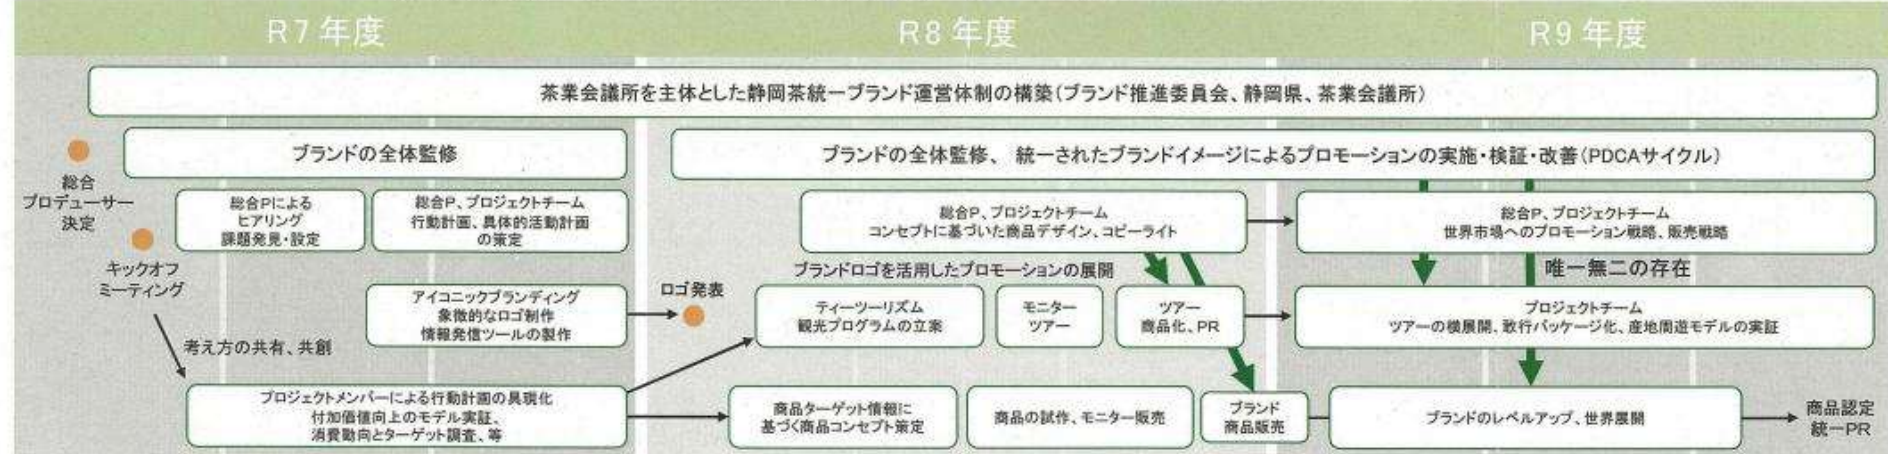 R7年度
R8年度
R9年度
茶業会議所を主体とした静岡茶統一ブランド運営体制の構築(ブランド推進委員会、静岡県、茶業会議所)
ブランドの全体監修
ブランドの全体監修、統一されたブランドイメージによるプロモーションの実施・検証・改善(PDCAサイクル)
総合
プロデューサー
決定
総合Pによる
ヒアリング
課題発見・設定
総合P、プロジェクトチーム
行動計画、具体的活動計画
の策定
総合P、プロジェクトチーム
コンセプトに基づいた商品デザイン、コピーライト
総合P、プロジェクトチーム
世界市場へのプロモーション戦略、販売戦略
キックオフ
ミーティング
ブランドロゴを活用したプロモーションの展開
唯一無二の存在
アイコニックブランディング
象徴的なロゴ制作
情報発信ツールの製作
ロゴ発表
ティーツーリズム
観光プログラムの立案
モニター
ツアー
ツアー
商品化、PR
プロジェクトチーム
ツアーの横展開、敢行パッケージ化、産地周遊モデルの実証
考え方の共有、共創
プロジェクトメンバーによる行動計画の具現化
付加価値向上のモデル実証、
消費動向とターゲット調査、等
商品ターゲット情報に
基づく商品コンセプト策定
商品の試作、モニター販売
ブランド
商品販売
ブランドのレベルアップ、世界展開
商品認定
統一PR